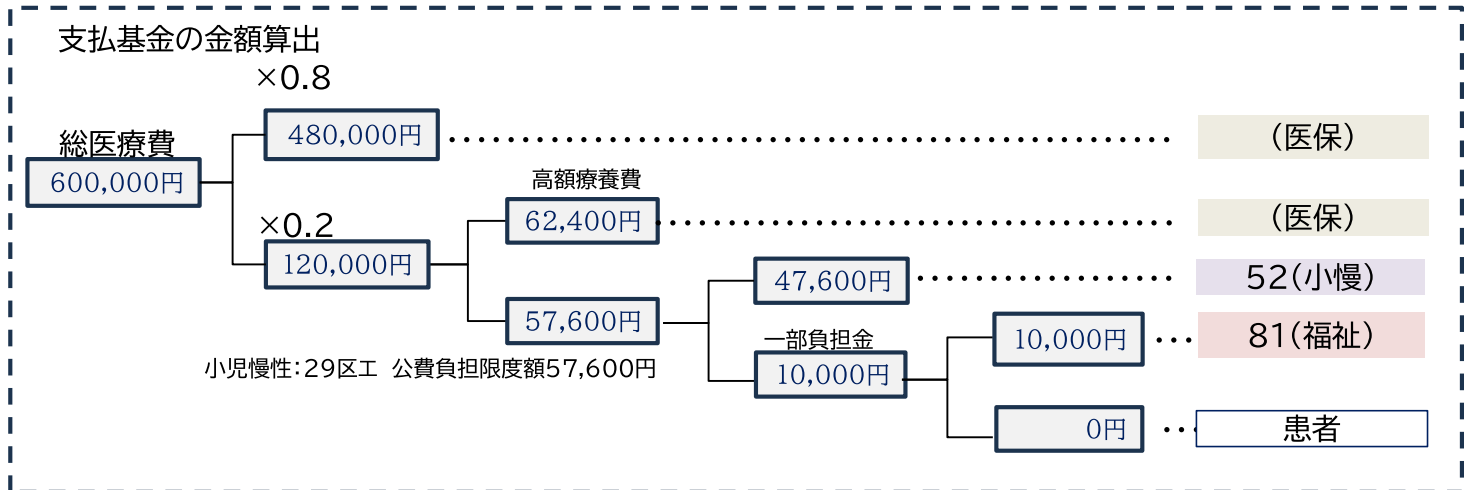 支払基金の金額算出
×0.8
総医療費
600,000円
480,000円
(医保)
×0.2
120,000円
高額療養費
62,400円
(医保)
57,600円
小児慢性:29区エ 公費負担限度額57,600円
47,600円
52(小慢)
一部負担金
10,000円
10,000円
81(福祉)
0円
患者